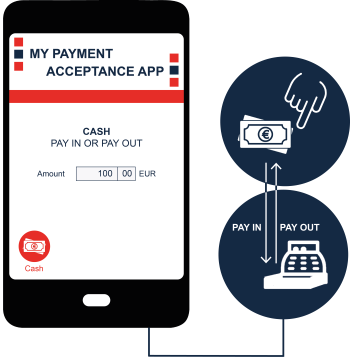 MY PAYMENT
ACCEPTANCE APP
CASH
PAY IN OR PAY OUT
Amount 100 00 EUR
Cash
€
PAY IN PAY OUT